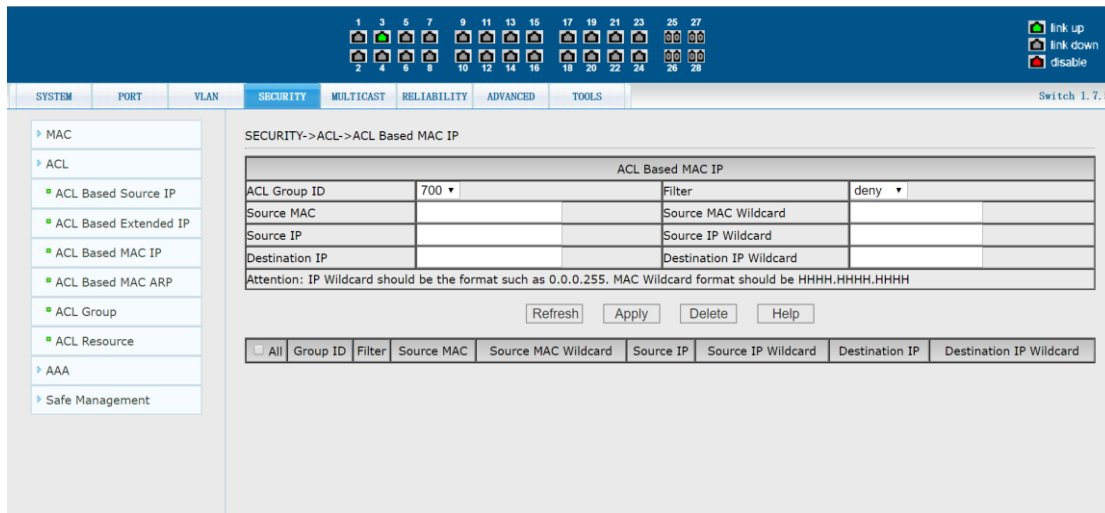 1 3 5 7 9 11 13 15 17 19 21 23 25 27
2 4 6 8 10 12 14 16 18 20 22 24 26 28
link up
link down
disable
SYSTEM PORT VLAN SECURITY MULTICAST RELIABILITY ADVANCED TOOLS Switch 1.7.
MAC
ACL
ACL Based Source IP
ACL Based Extended IP
ACL Based MAC IP
ACL Based MAC ARP
ACL Group
ACL Resource
AAA
Safe Management
SECURITY->ACL->ACL Based MAC IP
ACL Based MAC IP
ACL Group ID 700 Filter deny
Source MAC Source MAC Wildcard
Source IP Source IP Wildcard
Destination IP Destination IP Wildcard
Attention: IP Wildcard should be the format such as 0.0.0.255. MAC Wildcard format should be HHHH.HHHH.HHHH
Refresh Apply Delete Help
All Group ID Filter Source MAC Source MAC Wildcard Source IP Source IP Wildcard Destination IP Destination IP Wildcard